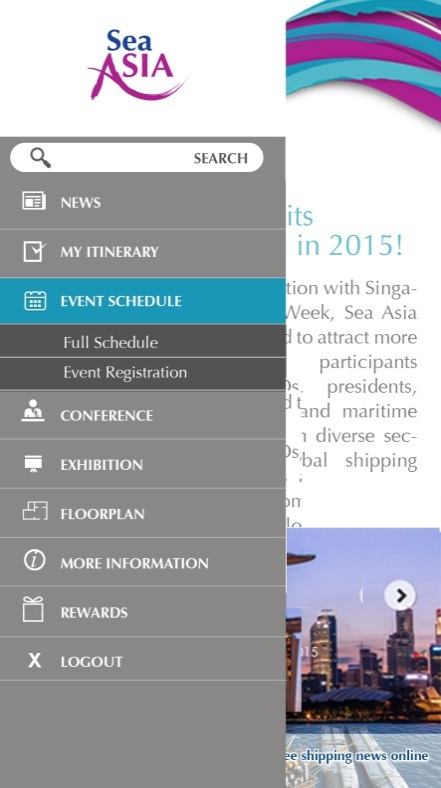 Sea
ASIA
SEARCH
NEWS
MY ITINERARY
EVENT SCHEDULE
Full Schedule
Event Registration
CONFERENCE
EXHIBITION
FLOORPLAN
MORE INFORMATION
REWARDS
X LOGOUT
its
in 2015!
tion with Singa-
Week, Sea Asia
d to attract more
participants
presidents,
and maritime
diverse sec-
bal shipping
015
ee shipping news online